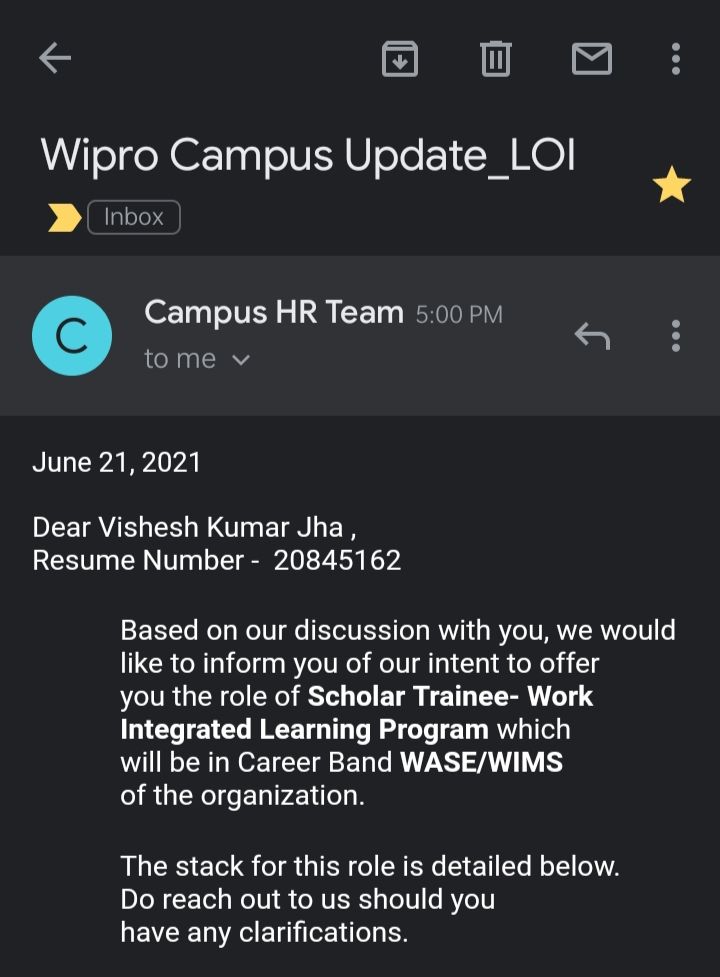 Wipro Campus Update_LOI
Inbox
C
Campus HR Team 5:00 PM
to me
June 21, 2021
Dear Vishesh Kumar Jha ,
Resume Number - 20845162
Based on our discussion with you, we would
like to inform you of our intent to offer
you the role of Scholar Trainee- Work
Integrated Learning Program which
will be in Career Band WASE/WIMS
of the organization.
The stack for this role is detailed below.
Do reach out to us should you
have any clarifications.